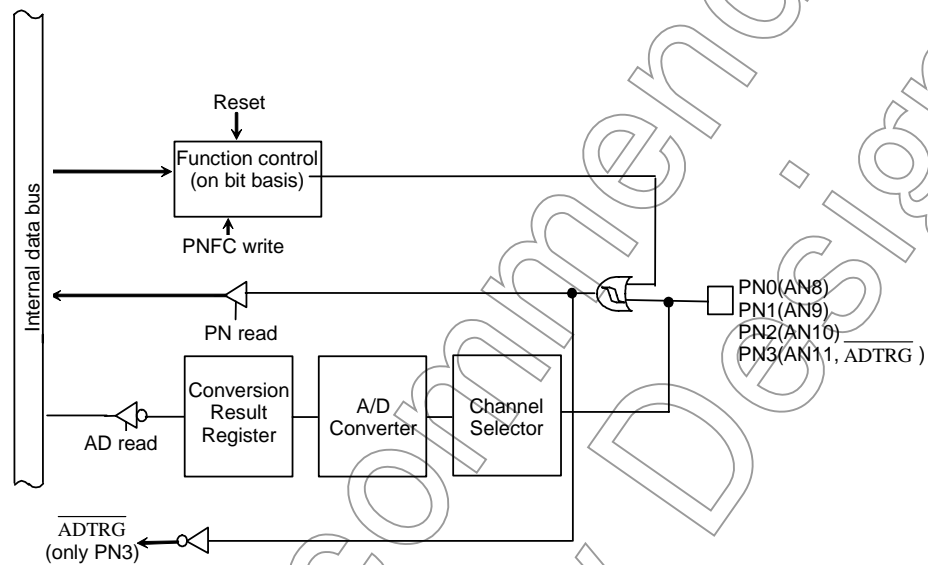 Reset
Function control
(on bit basis)
PNFC write
Internal data bus
PN read
PN0(AN8)
PN1(AN9)
PN2(AN10)
PN3(AN11, ADTRG )
Conversion
Result
Register
A/D
Converter
Channel
Selector
AD read
ADTRG
(only PN3)